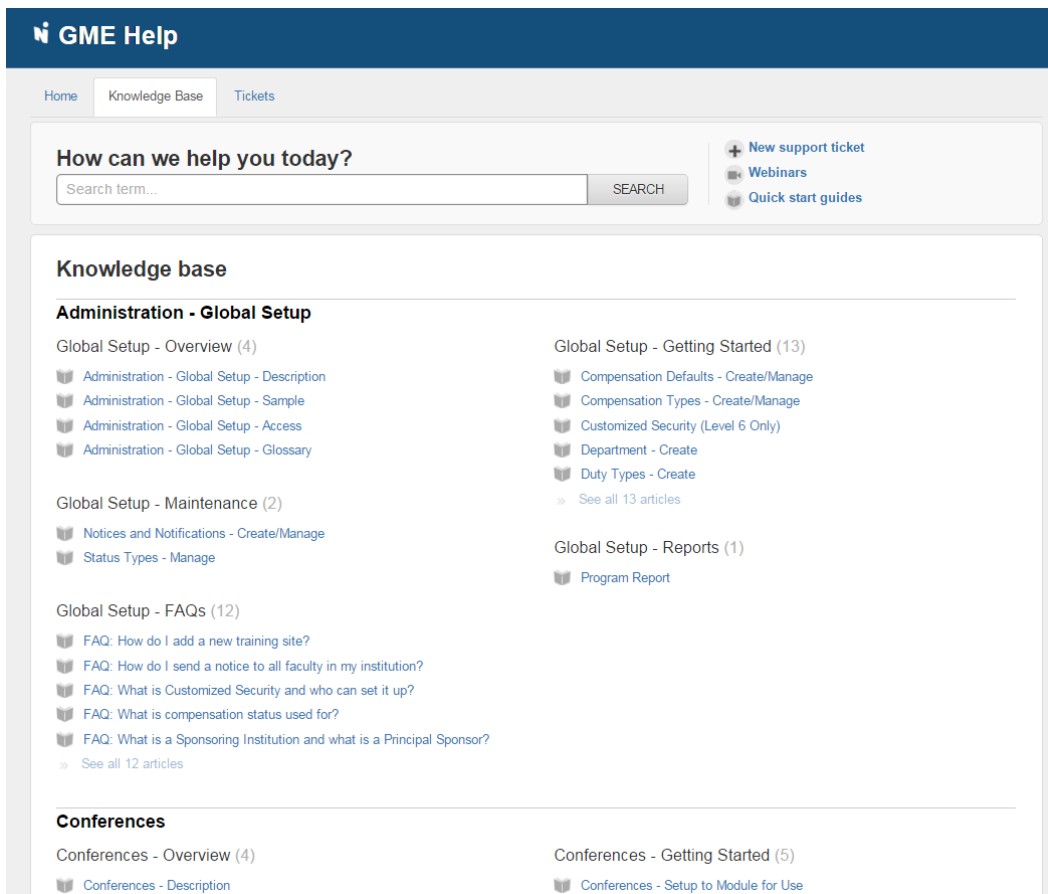 GME Help
Home
Knowledge Base
Tickets
How can we help you today?
Search term...
SEARCH
New support ticket
Webinars
Quick start guides
Knowledge base
Administration - Global Setup
Global Setup - Overview (4)
Administration - Global Setup - Description
Administration - Global Setup - Sample
Administration - Global Setup - Access
Administration - Global Setup - Glossary
Global Setup - Getting Started (13)
Compensation Defaults - Create/Manage
Compensation Types - Create/Manage
Customized Security (Level 6 Only)
Department - Create
Duty Types - Create
» See all 13 articles
Global Setup - Maintenance (2)
Notices and Notifications - Create/Manage
Status Types - Manage
Global Setup - Reports (1)
Program Report
Global Setup - FAQs (12)
FAQ: How do I add a new training site?
FAQ: How do I send a notice to all faculty in my institution?
FAQ: What is Customized Security and who can set it up?
FAQ: What is compensation status used for?
FAQ: What is a Sponsoring Institution and what is a Principal Sponsor?
» See all 12 articles
Conferences
Conferences - Overview (4)
Conferences - Description
Conferences - Getting Started (5)
Conferences - Setup to Module for Use